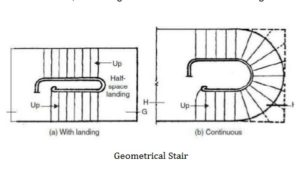 Up
Half-
space
landing
Up
H
G
Up
(a) With landing
(b) Continuous
Geometrical Stair